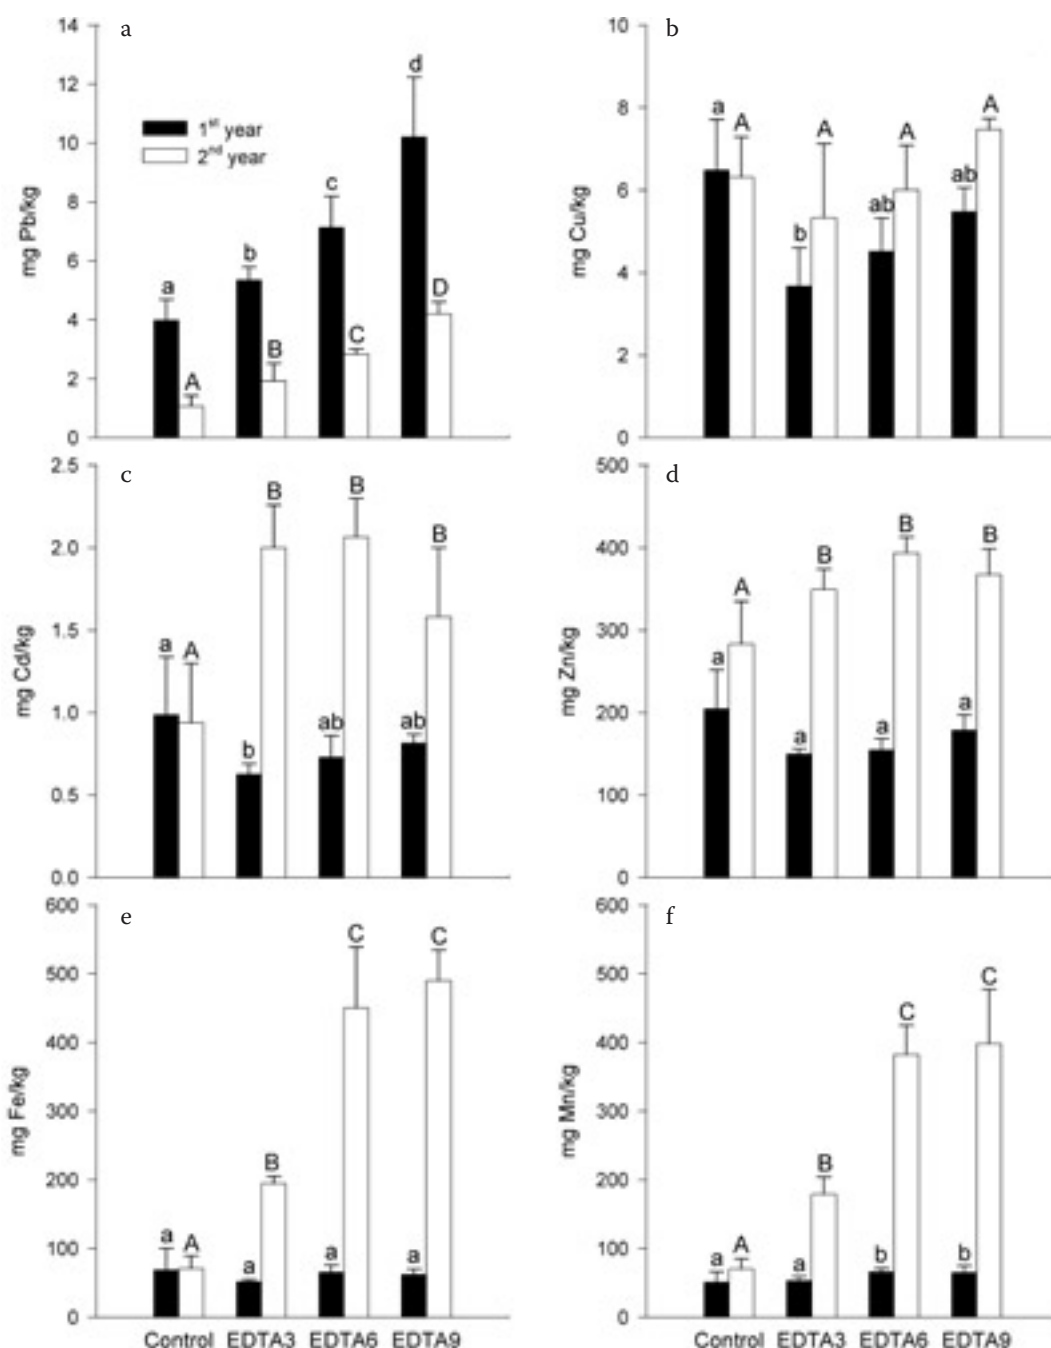 a
14
12
10
8
6
4
2
0
mg Pb/kg
1st year
2nd year
a A b B c C d D
b
10
8
6
4
2
0
mg Cu/kg
a A b A ab A ab A
c
2.5
2.0
1.5
1.0
0.5
0.0
mg Cd/kg
a A b B ab B ab B
d
500
400
300
200
100
0
mg Zn/kg
a A a B a B a B
e
600
500
400
300
200
100
0
mg Fe/kg
a A a B a C a C
Control EDTA3 EDTA6 EDTA9
f
600
500
400
300
200
100
0
mg Mn/kg
a A a B b C b C
Control EDTA3 EDTA6 EDTA9